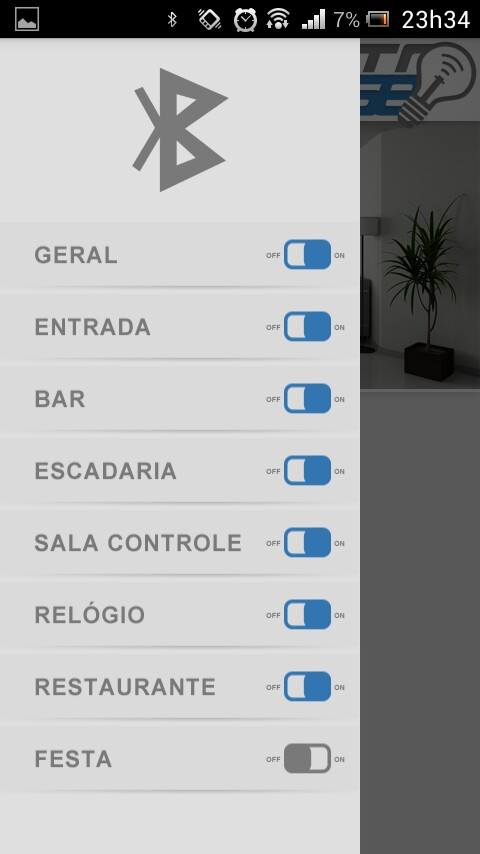 7% 23h34
GERAL OFF ON
ENTRADA OFF ON
BAR OFF ON
ESCADARIA OFF ON
SALA CONTROLE OFF ON
RELÓGIO OFF ON
RESTAURANTE OFF ON
FESTA OFF ON